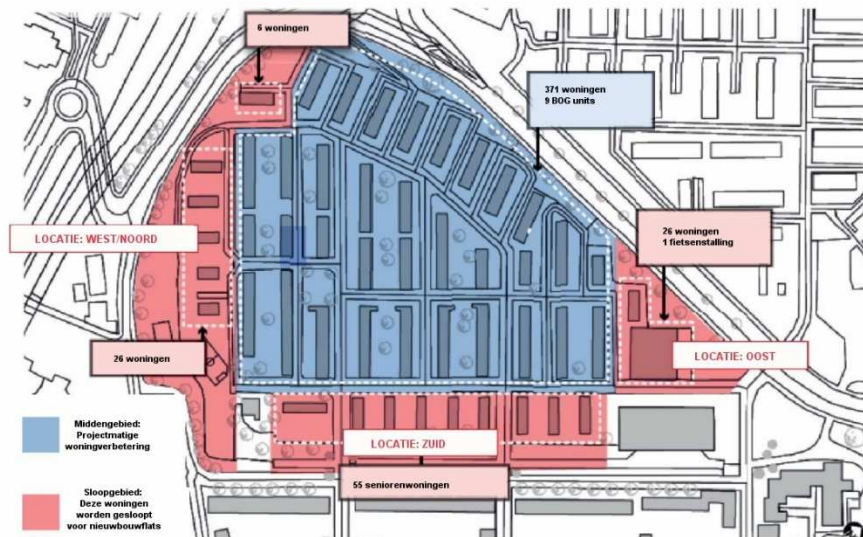 6 woningen
371 woningen
9 BOG units
26 woningen
1 fietsenstalling
LOCATIE: WEST/NOORD
LOCATIE: OOST
26 woningen
LOCATIE: ZUID
55 seniorenwoningen
Middengebied:
Projectmatige
woningverbetering
Sloopgebied:
Deze woningen
worden gesloopt
voor nieuwbouwflats